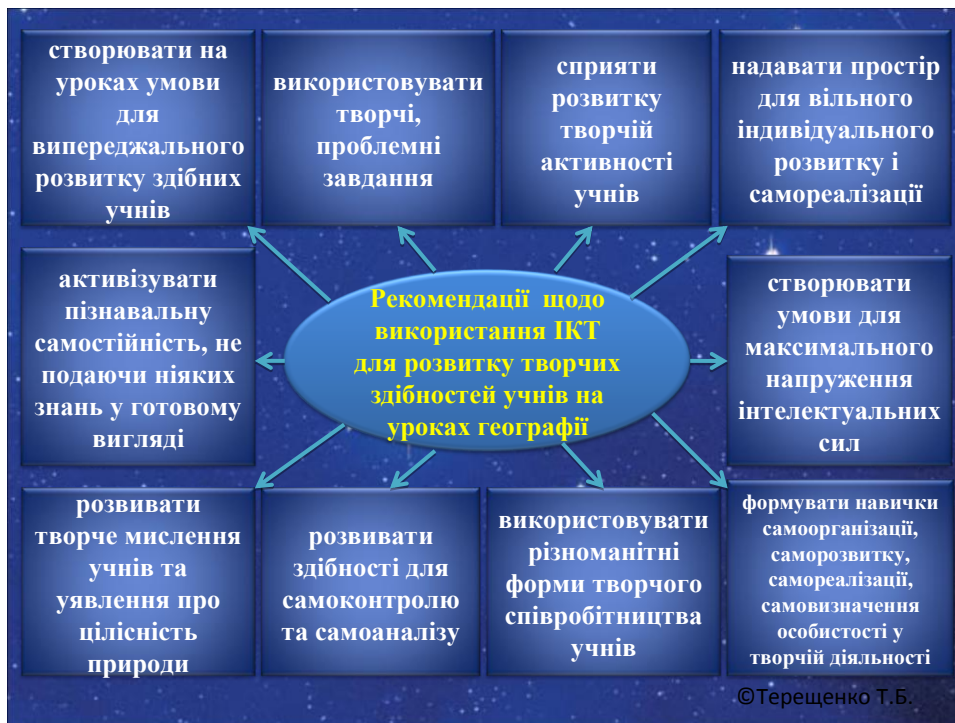 створювати на
уроках умови
для
випереджального
розвитку здібних
учнів
використовувати
творчі,
проблемні
завдання
сприяти
розвитку
творчій
активності
учнів
надавати простір
для вільного
індивідуального
розвитку і
самореалізації
активізувати
пізнавальну
самостійність, не
подаючи ніяких
знань у готовому
вигляді
Рекомендації щодо
використання ІКТ
для розвитку творчих
здібностей учнів на
уроках географії
створювати
умови для
максимального
напруження
інтелектуальних
сил
розвивати
творче мислення
учнів та
уявлення про
цілісність
природи
розвивати
здібності для
самоконтролю
та самоаналізу
використовувати
різноманітні
форми творчого
співробітництва
учнів
формувати навички
самоорганізації,
саморозвитку,
самореалізації,
самовизначення
особистості у
творчій діяльності
©Терещенко Т.Б.